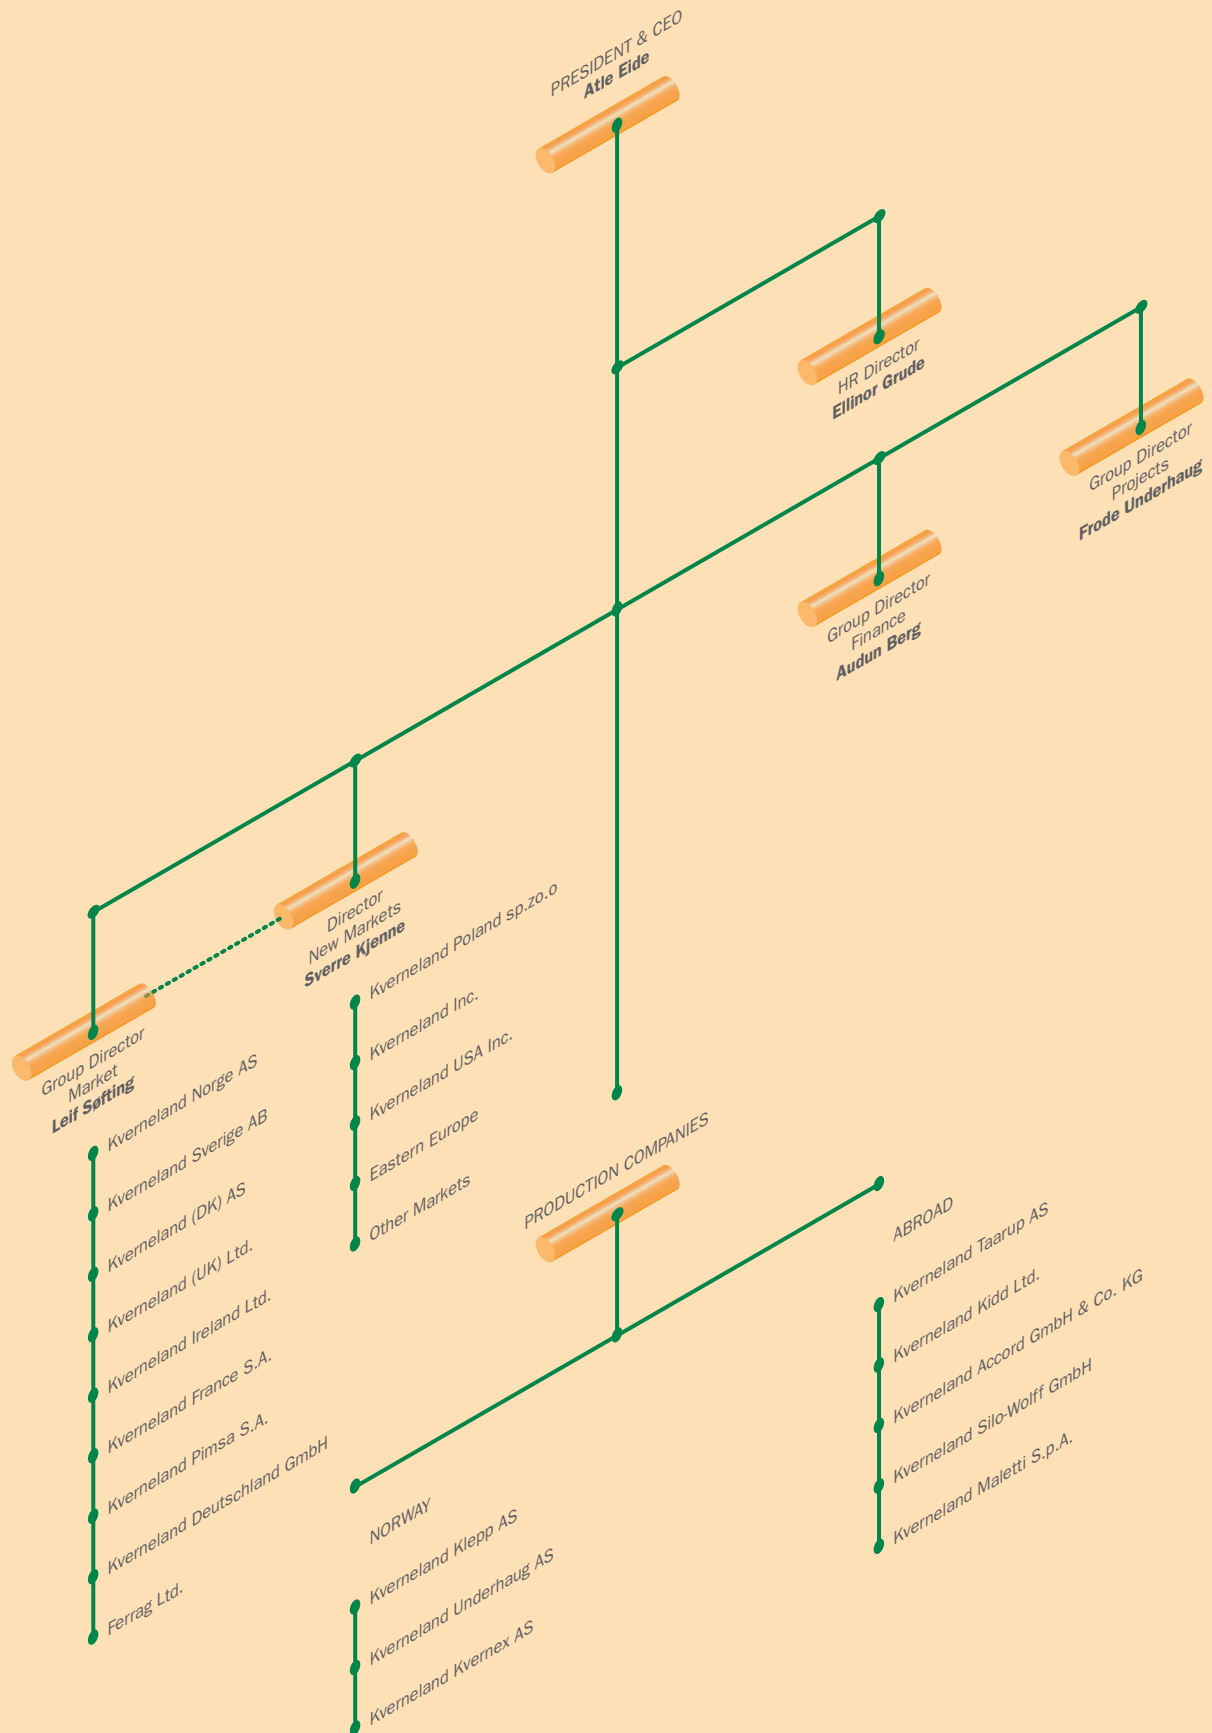 PRESIDENT & CEO
Atle Eide
HR Director
Ellinor Grude
Group Director
Projects
Frode Underhaug
Group Director
Finance
Audun Berg
Director
New Markets
Sverre Kjenne
Kverneland Poland sp.zo.o
Kverneland Inc.
Kverneland USA Inc.
Eastern Europe
Other Markets
Group Director
Market
Leif Søfting
Kverneland Norge AS
Kverneland Sverige AB
Kverneland (DK) AS
Kverneland (UK) Ltd.
Kverneland Ireland Ltd.
Kverneland France S.A.
Kverneland Pimsa S.A.
Kverneland Deutschland GmbH
Ferrag Ltd.
PRODUCTION COMPANIES
NORWAY
Kverneland Klepp AS
Kverneland Underhaug AS
Kverneland Kvernex AS
ABROAD
Kverneland Taarup AS
Kverneland Kidd Ltd.
Kverneland Accord GmbH & Co. KG
Kverneland Silo-Wolff GmbH
Kverneland Maletti S.p.A.